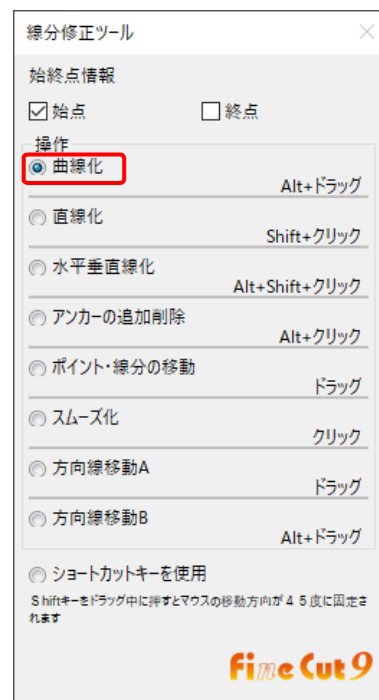 線分修正ツール
始終点情報
始点 終点
操作
曲線化
Alt+ドラッグ
直線化
Shift+クリック
水平垂直線化
Alt+Shift+クリック
アンカーの追加削除
Alt+クリック
ポイント・線分の移動
ドラッグ
スムーズ化
クリック
方向線移動A
ドラッグ
方向線移動B
Alt+ドラッグ
ショートカットキーを使用
Shiftキーをドラッグ中に押すとマウスの移動方向が４５度に固定さ
れます
Fine Cut 9